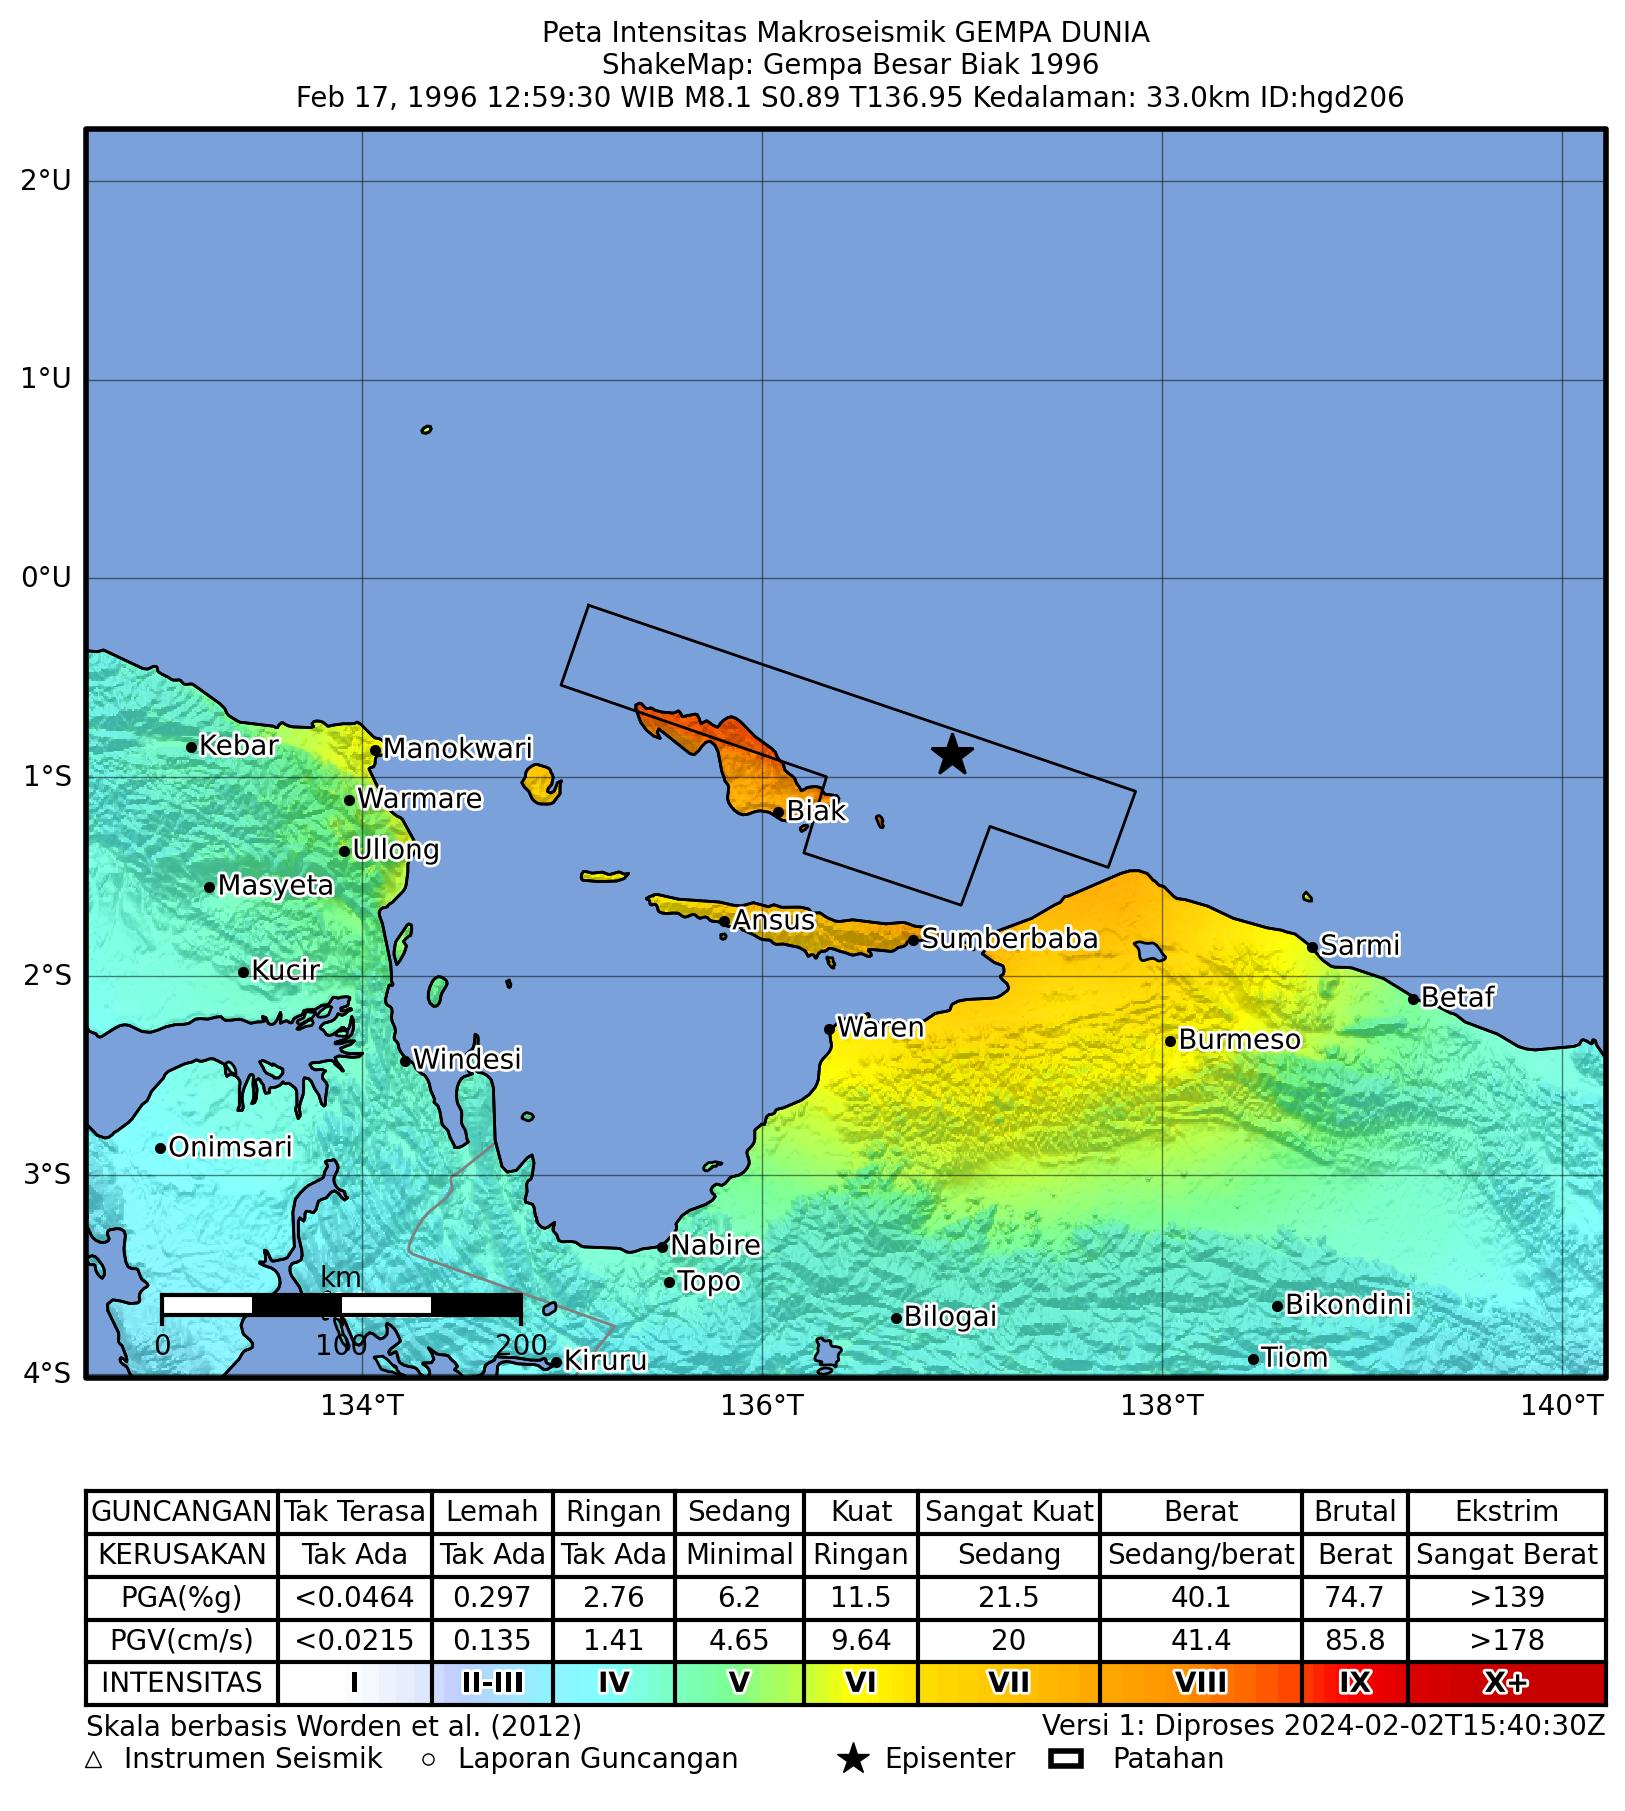 Peta Intensitas Makroseismik GEMPA DUNIA
ShakeMap: Gempa Besar Biak 1996
Feb 17, 1996 12:59:30 WIB M8.1 S0.89 T136.95 Kedalaman: 33.0km ID:hgd206
2°U
1°U
0°U
1°S
2°S
3°S
4°S
Kebar
Manokwari
Warmare
Biak
Ullong
Masyeta
Ansus
Sumberbaba
Sarmi
Kucir
Betaf
Waren
Burmeso
Windesi
Onimsari
Nabire
Topo
km
Bikondini
Bilogai
0 100 200
Kiruru
Tiom
134°T 136°T 138°T 140°T
GUNCANGAN Tak Terasa Lemah Ringan Sedang Kuat Sangat Kuat Berat Brutal Ekstrim
KERUSAKAN Tak Ada Tak Ada Tak Ada Minimal Ringan Sedang Sedang/berat Berat Sangat Berat
PGA(%g) <0.0464 0.297 2.76 6.2 11.5 21.5 40.1 74.7 >139
PGV(cm/s) <0.0215 0.135 1.41 4.65 9.64 20 41.4 85.8 >178
INTENSITAS I II-III IV V VI VII VIII IX X+
Skala berbasis Worden et al. (2012) Versi 1: Diproses 2024-02-02T15:40:30Z
Instrumen Seismik Laporan Guncangan Episenter Patahan